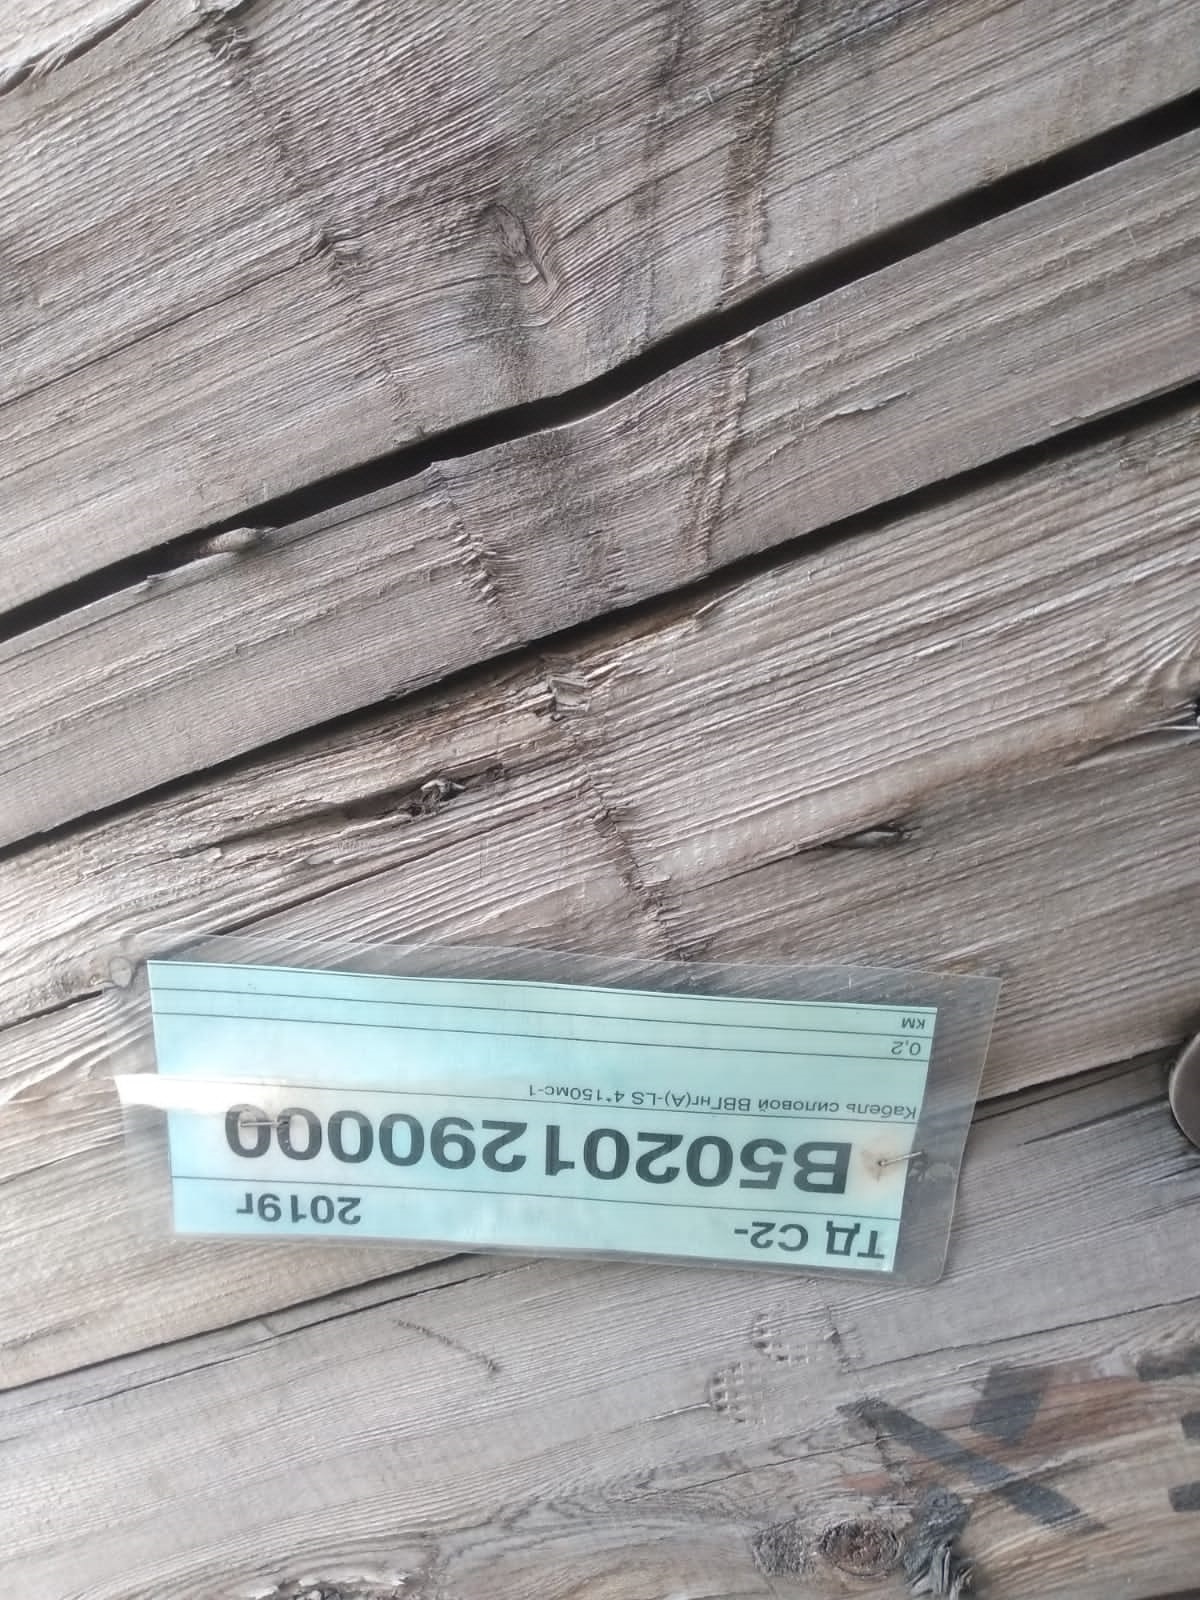 ТД С2- 2019г
В50201290000
Кабель силовой ВВГнг(А)-LS 4*150мс-1
0,2
км